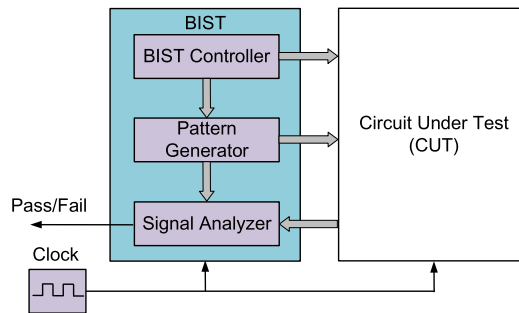 BIST
BIST Controller
Pattern
Generator
Circuit Under Test
(CUT)
Pass/Fail
Signal Analyzer
Clock